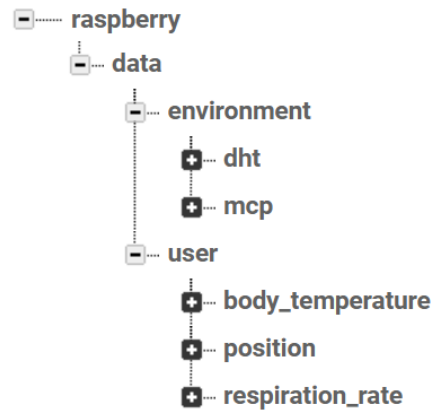 raspberry
data
environment
dht
mcp
user
body_temperature
position
respiration_rate